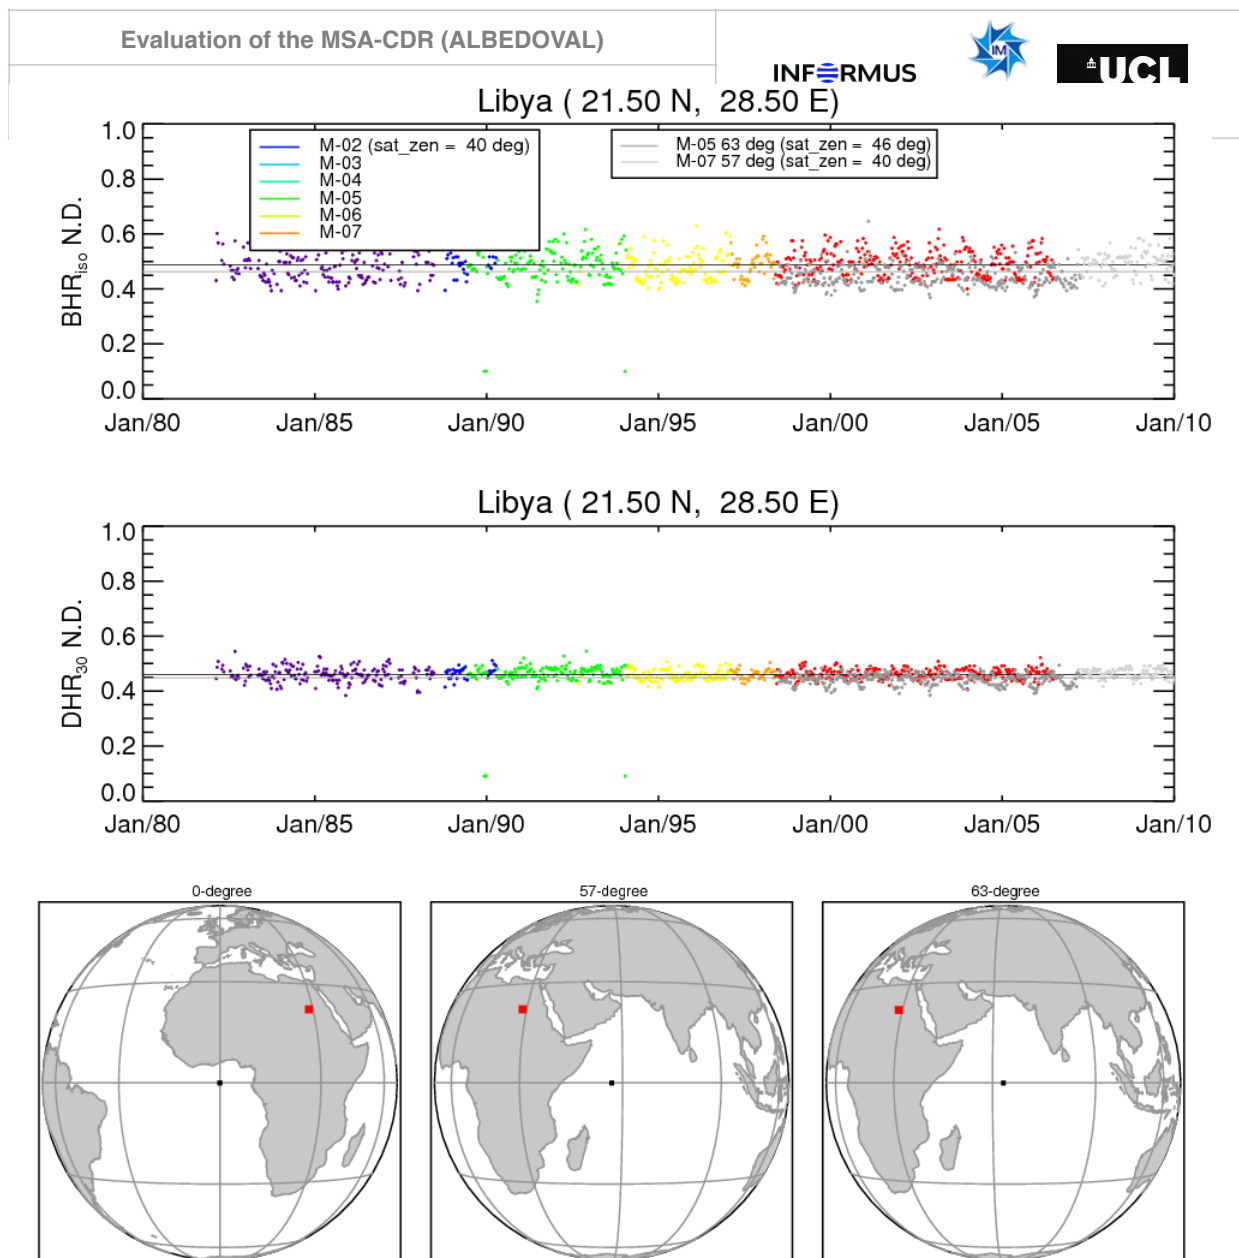 Evaluation of the MSA-CDR (ALBEDOVAL)
IM
INFORMUS
UCL
Libya ( 21.50 N, 28.50 E)
1.0
0.8
0.6
0.4
0.2
0.0
BHRiso N.D.
M-02 (sat_zen = 40 deg)
M-03
M-04
M-05
M-06
M-07
M-05 63 deg (sat_zen = 46 deg)
M-07 57 deg (sat_zen = 40 deg)
Jan/80 Jan/85 Jan/90 Jan/95 Jan/00 Jan/05 Jan/10
Libya ( 21.50 N, 28.50 E)
1.0
0.8
0.6
0.4
0.2
0.0
DHR30 N.D.
Jan/80 Jan/85 Jan/90 Jan/95 Jan/00 Jan/05 Jan/10
0-degree
57-degree
63-degree